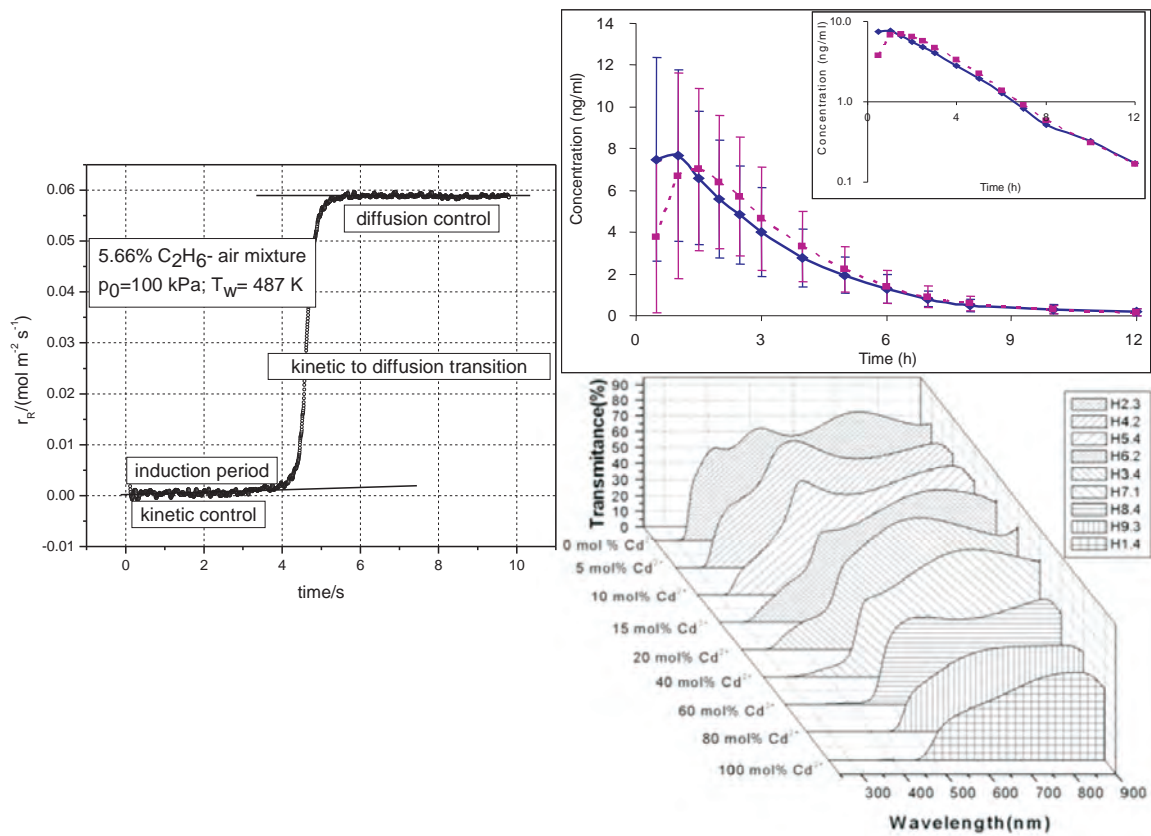 0.06
0.05
0.04
0.03
0.02
0.01
0.00
-0.01
r_R/(mol m⁻² s⁻¹)
diffusion control
5.66% C₂H₆- air mixture
p₀=100 kPa; T_W= 487 K
kinetic to diffusion transition
induction period
kinetic control
0 2 4 6 8 10
time/s
14
12
10
8
6
4
2
0
Concentration (ng/ml)
0 3 6 9 12
Time (h)
10.0
1.0
0.1
Concentration (ng/ml)
0 4 8 12
Time (h)
90
80
70
60
50
40
30
20
10
0
Transmitance(%)
H2.3
H4.2
H5.4
H6.2
H3.4
H7.1
H8.4
H9.3
H1.4
0 mol % Cd²⁺
5 mol% Cd²⁺
10 mol% Cd²⁺
15 mol% Cd²⁺
20 mol% Cd²⁺
40 mol% Cd²⁺
60 mol% Cd²⁺
80 mol% Cd²⁺
100 mol% Cd²⁺
300 400 500 600 700 800 900
Wavelength(nm)